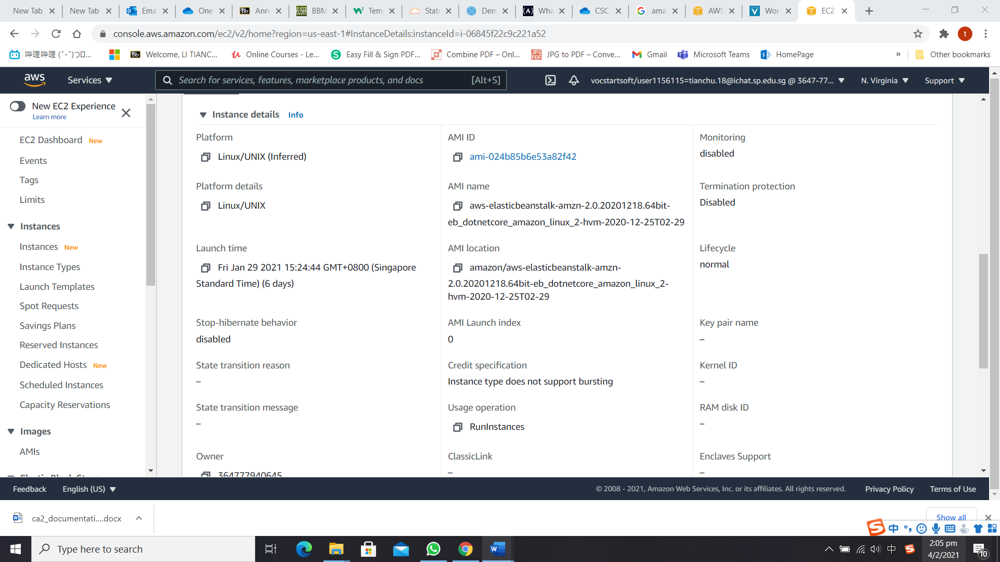 New Tab
New Tab
Ema
One
Ann
BBM
Tem
State
Dem
Wha
CSC
ama
AWS
Wor
EC2
console.aws.amazon.com/ec2/v2/home?region=us-east-1#InstanceDetails:instanceId=i-06845f22c9c221a52
t
哔哩哔哩 (゜-゜)つ...
Bb Welcome, LI TIANC...
Online Courses - Le...
Easy Fill & Sign PDF...
Combine PDF – Onl...
JPG to PDF – Conve...
Gmail
Microsoft Teams
HomePage
»
Other bookmarks
aws
Services
Search for services, features, marketplace products, and docs [Alt+S]
vocstartsoft/user1156115=tianchu.18@ichat.sp.edu.sg @ 3647-77...
N. Virginia
Support
New EC2 Experience
Learn more
EC2 Dashboard New
Events
Tags
Limits
Instances
Instances New
Instance Types
Launch Templates
Spot Requests
Savings Plans
Reserved Instances
Dedicated Hosts New
Scheduled Instances
Capacity Reservations
Images
AMIs
Elastic Block Store
Instance details Info
Platform
Linux/UNIX (Inferred)
AMI ID
ami-024b85b6e53a82f42
Monitoring
disabled
Platform details
Linux/UNIX
AMI name
aws-elasticbeanstalk-amzn-2.0.20201218.64bit-
eb_dotnetcore_amazon_linux_2-hvm-2020-12-25T02-29
Termination protection
Disabled
Launch time
Fri Jan 29 2021 15:24:44 GMT+0800 (Singapore
Standard Time) (6 days)
AMI location
amazon/aws-elasticbeanstalk-amzn-
2.0.20201218.64bit-eb_dotnetcore_amazon_linux_2-
hvm-2020-12-25T02-29
Lifecycle
normal
Stop-hibernate behavior
disabled
AMI Launch index
0
Key pair name
–
State transition reason
–
Credit specification
Instance type does not support bursting
Kernel ID
–
State transition message
–
Usage operation
RunInstances
RAM disk ID
–
Owner
364777940645
ClassicLink
–
Enclaves Support
–
Feedback
English (US)
© 2008 - 2021, Amazon Web Services, Inc. or its affiliates. All rights reserved.
Privacy Policy
Terms of Use
ca2_documentati....docx
Show all
中
Type here to search
中
2:05 pm
4/2/2021
10